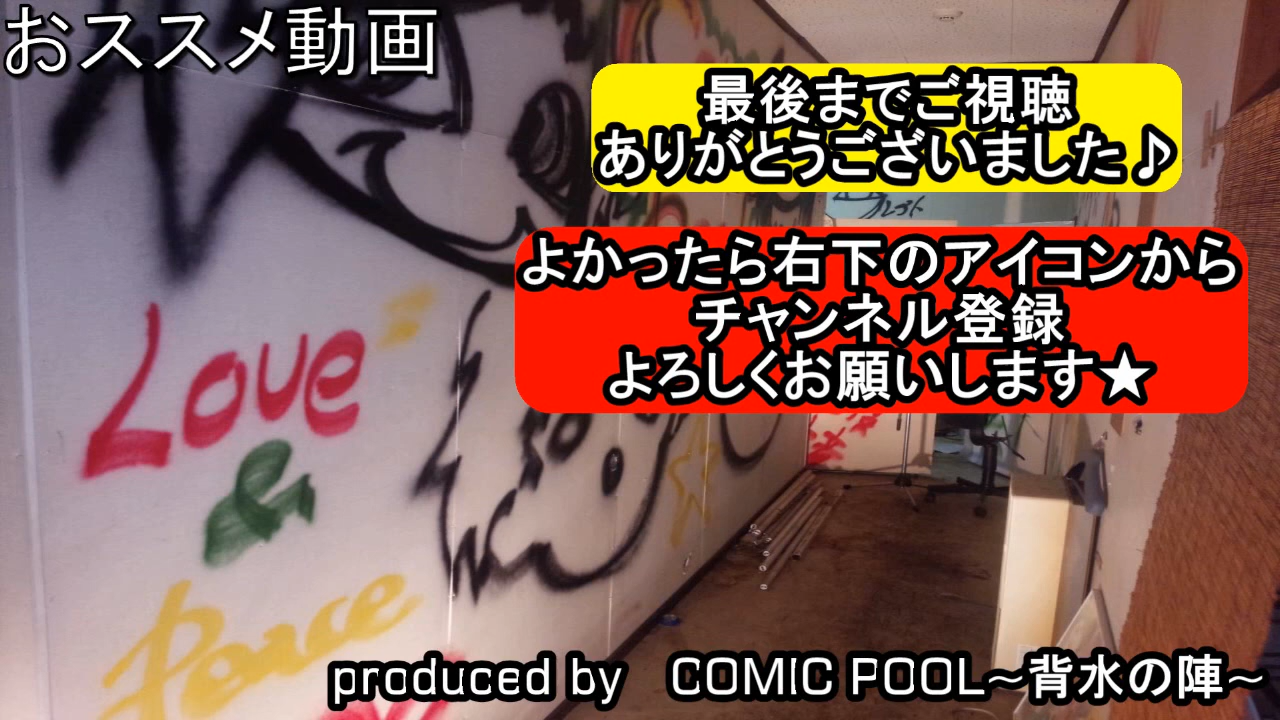 おススメ動画
最後までご視聴
ありがとうございました♪
よかったら右下のアイコンから
チャンネル登録
よろしくお願いします★
Love
&
Peace
produced by　COMIC POOL～背水の陣～